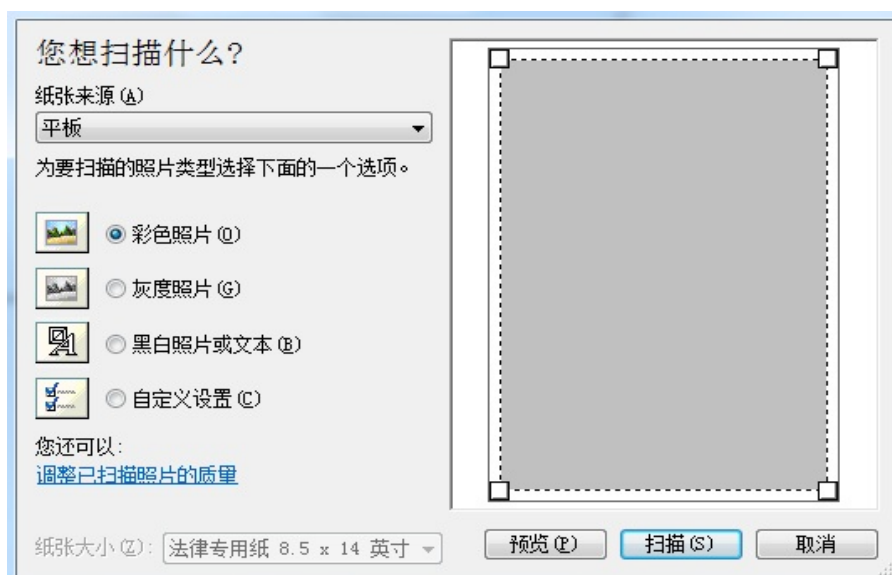 您想扫描什么?
纸张来源(A)
平板
为要扫描的照片类型选择下面的一个选项。
彩色照片(O)
灰度照片(G)
黑白照片或文本(B)
自定义设置(C)
您还可以:
调整已扫描照片的质量
纸张大小(Z): 法律专用纸 8.5 x 14 英寸
预览(P) 扫描(S) 取消